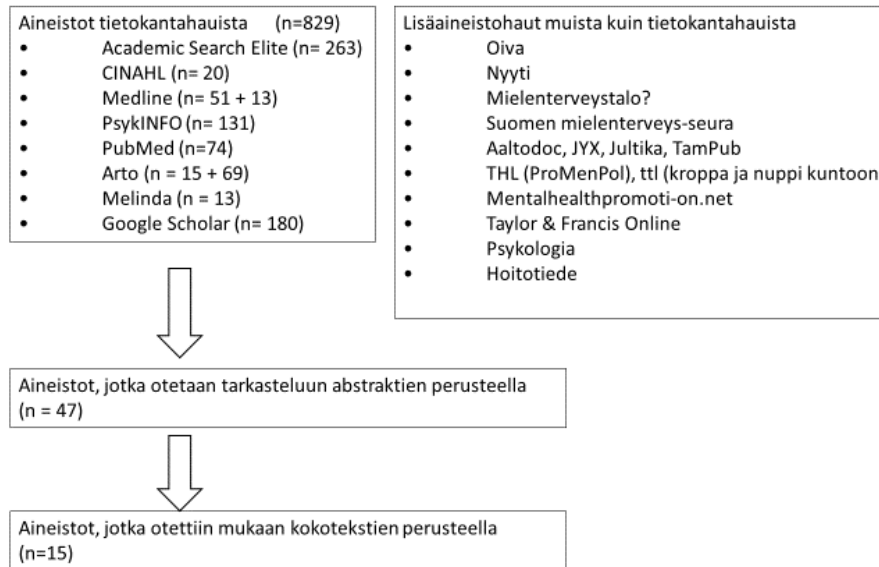 Aineistot tietokantahauista (n=829)
• Academic Search Elite (n= 263)
• CINAHL (n= 20)
• Medline (n= 51 + 13)
• PsykINFO (n= 131)
• PubMed (n=74)
• Arto (n = 15 + 69)
• Melinda (n = 13)
• Google Scholar (n= 180)
Lisäaineistohaut muista kuin tietokantahauista
• Oiva
• Nyyti
• Mielenterveystalo?
• Suomen mielenterveys-seura
• Aaltodoc, JYX, Jultika, TamPub
• THL (ProMenPol), ttl (kroppa ja nuppi kuntoon
• Mentalhealthpromoti-on.net
• Taylor & Francis Online
• Psykologia
• Hoitotiede
Aineistot, jotka otetaan tarkasteluun abstraktien perusteella
(n = 47)
Aineistot, jotka otettiin mukaan kokotekstien perusteella
(n=15)